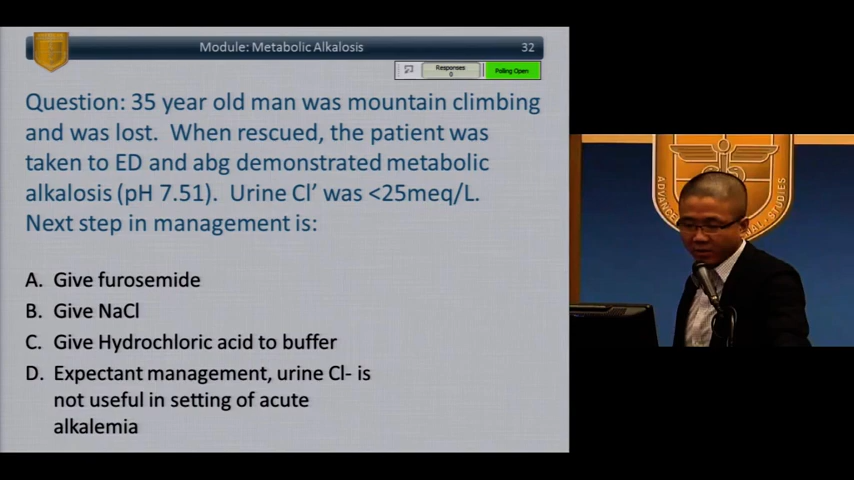 Module: Metabolic Alkalosis 32
Responses
0
Polling Open
Question: 35 year old man was mountain climbing
and was lost. When rescued, the patient was
taken to ED and abg demonstrated metabolic
alkalosis (pH 7.51). Urine Cl’ was <25meq/L.
Next step in management is:
A. Give furosemide
B. Give NaCl
C. Give Hydrochloric acid to buffer
D. Expectant management, urine Cl- is
not useful in setting of acute
alkalemia